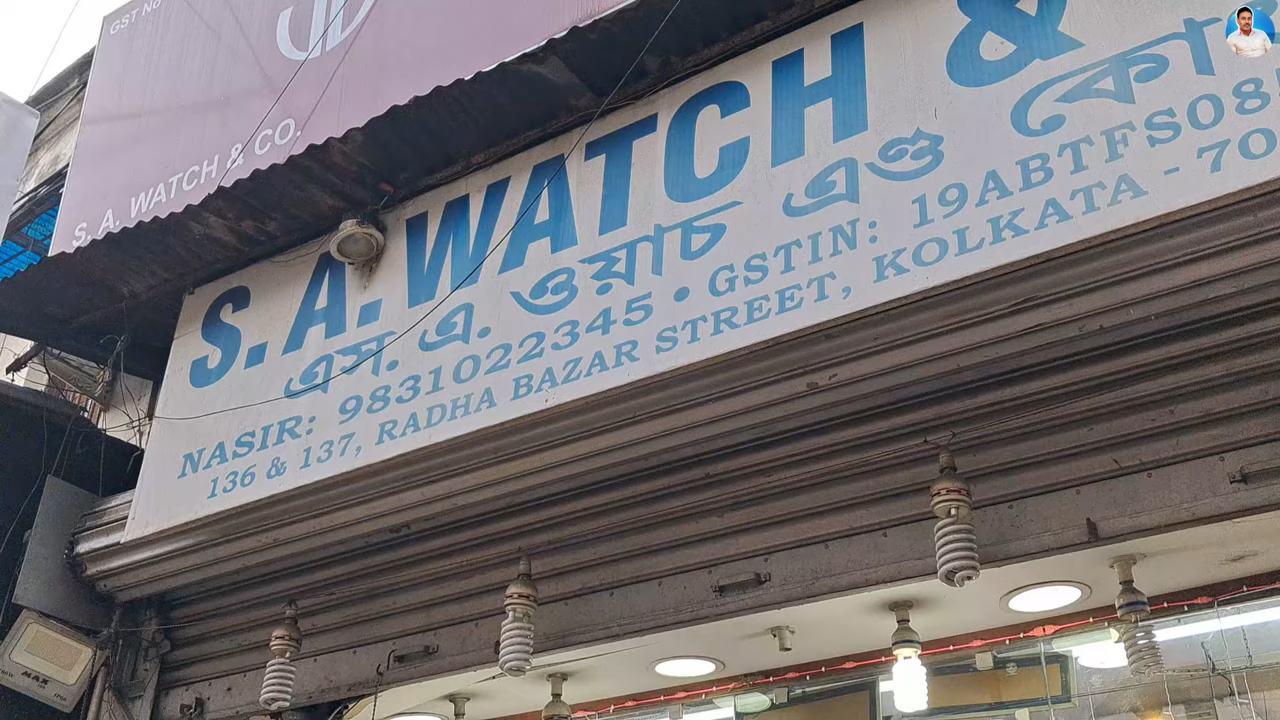 GST No
S. A. WATCH & CO.
S. A. WATCH &
এস. এ. ওয়াচ এণ্ড কো
NASIR: 9831022345 • GSTIN: 19ABTFS08
136 & 137, RADHA BAZAR STREET, KOLKATA - 70
MAX